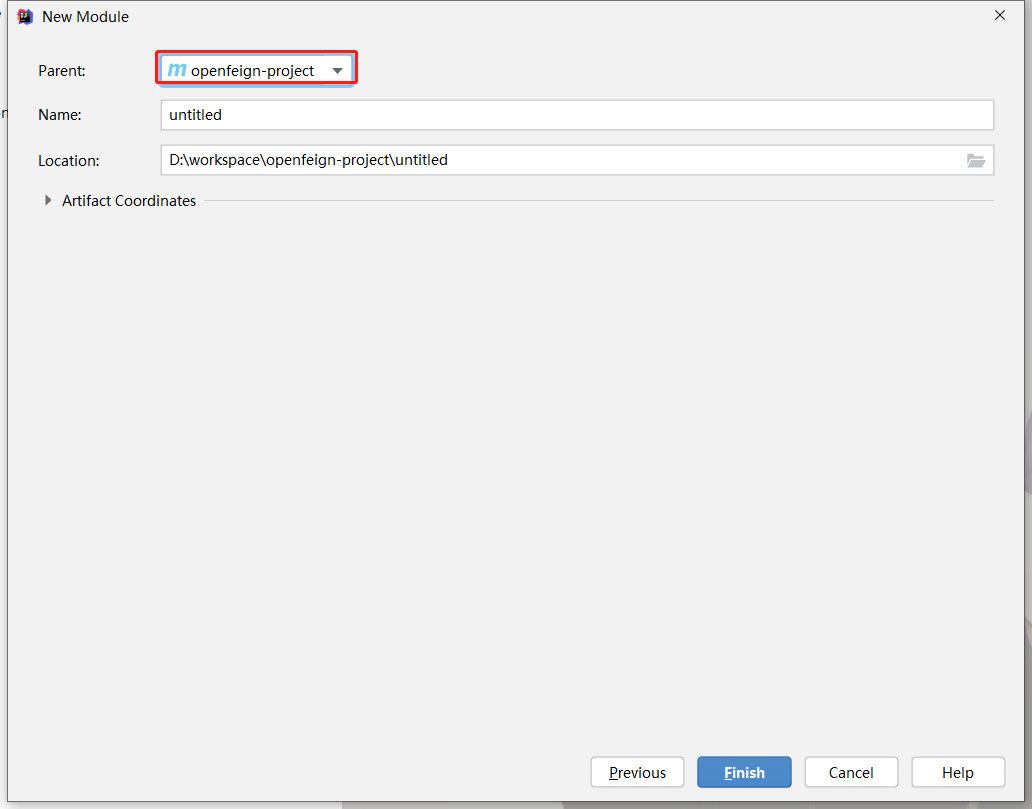 New Module
Parent: m openfeign-project
Name: untitled
Location: D:\workspace\openfeign-project\untitled
Artifact Coordinates
Previous Finish Cancel Help